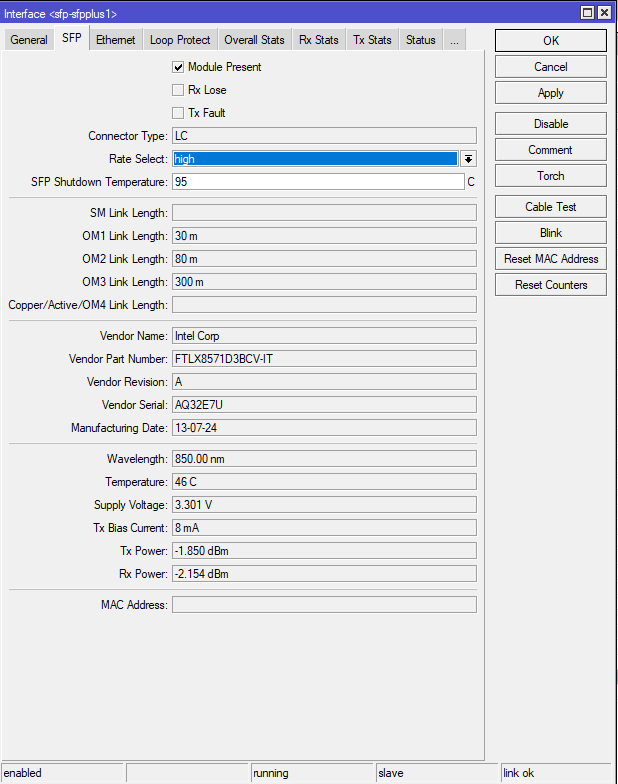 Interface <sfp-sfpplus1>
General SFP Ethernet Loop Protect Overall Stats Rx Stats Tx Stats Status ...
Module Present
Rx Lose
Tx Fault
Connector Type: LC
Rate Select: high
SFP Shutdown Temperature: 95 C
SM Link Length:
OM1 Link Length: 30 m
OM2 Link Length: 80 m
OM3 Link Length: 300 m
Copper/Active/OM4 Link Length:
Vendor Name: Intel Corp
Vendor Part Number: FTLX8571D3BCV-IT
Vendor Revision: A
Vendor Serial: AQ32E7U
Manufacturing Date: 13-07-24
Wavelength: 850.00 nm
Temperature: 46 C
Supply Voltage: 3.301 V
Tx Bias Current: 8 mA
Tx Power: -1.850 dBm
Rx Power: -2.154 dBm
MAC Address:
OK
Cancel
Apply
Disable
Comment
Torch
Cable Test
Blink
Reset MAC Address
Reset Counters
enabled running slave link ok